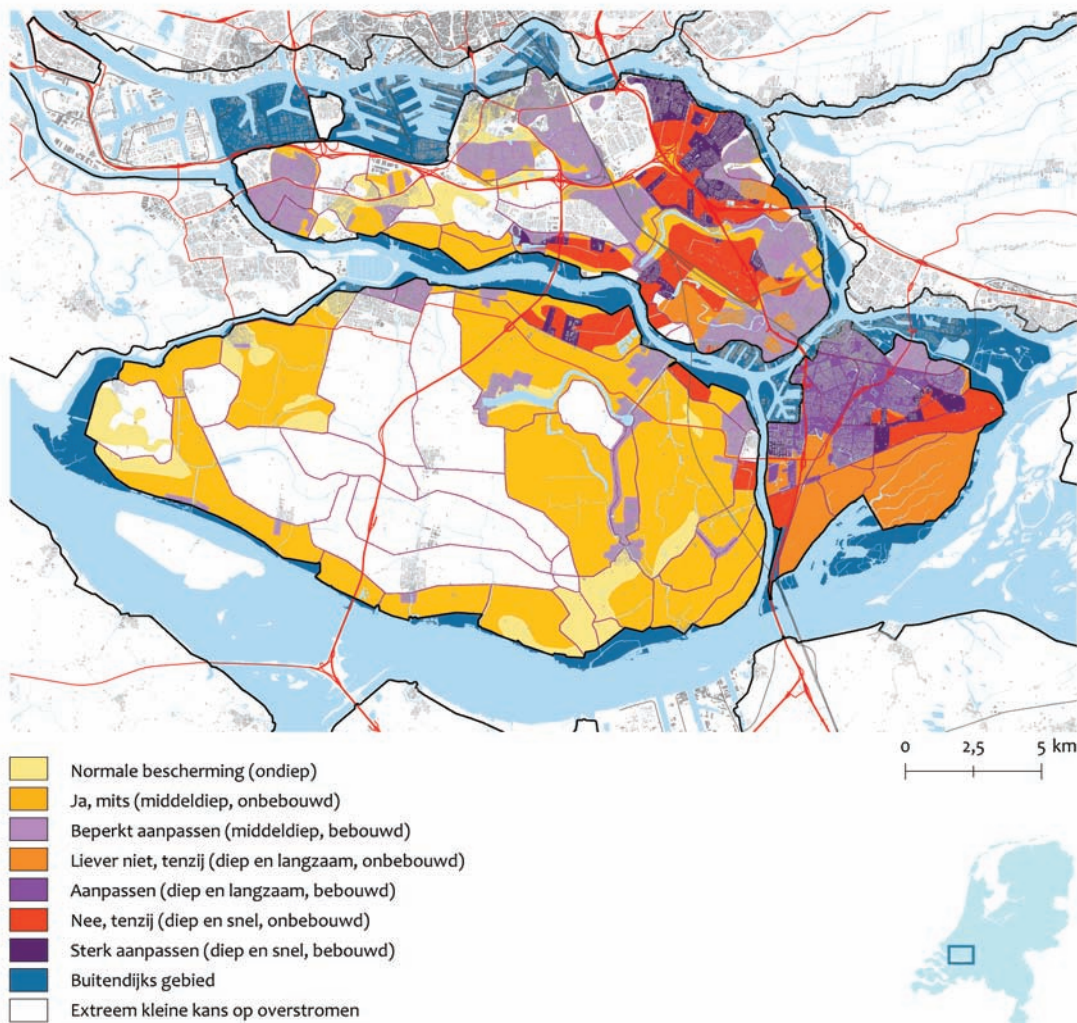 0 2,5 5 km
Normale bescherming (ondiep)
Ja, mits (middeldiep, onbebouwd)
Beperkt aanpassen (middeldiep, bebouwd)
Liever niet, tenzij (diep en langzaam, onbebouwd)
Aanpassen (diep en langzaam, bebouwd)
Nee, tenzij (diep en snel, onbebouwd)
Sterk aanpassen (diep en snel, bebouwd)
Buitendijks gebied
Extreem kleine kans op overstromen